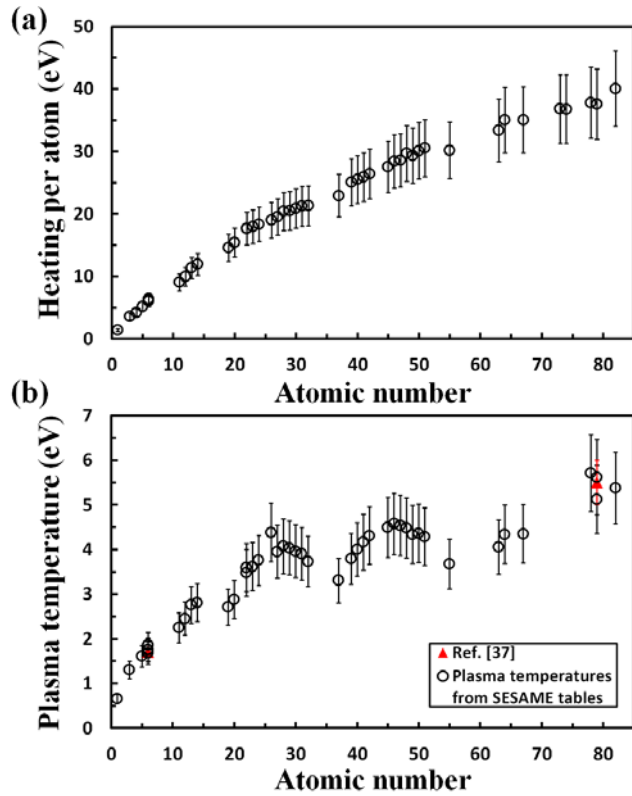 (a)
Heating per atom (eV)
50
40
30
20
10
0
0 10 20 30 40 50 60 70 80
Atomic number
(b)
Plasma temperature (eV)
7
6
5
4
3
2
1
0
Ref. [37]
Plasma temperatures
from SESAME tables
0 10 20 30 40 50 60 70 80
Atomic number